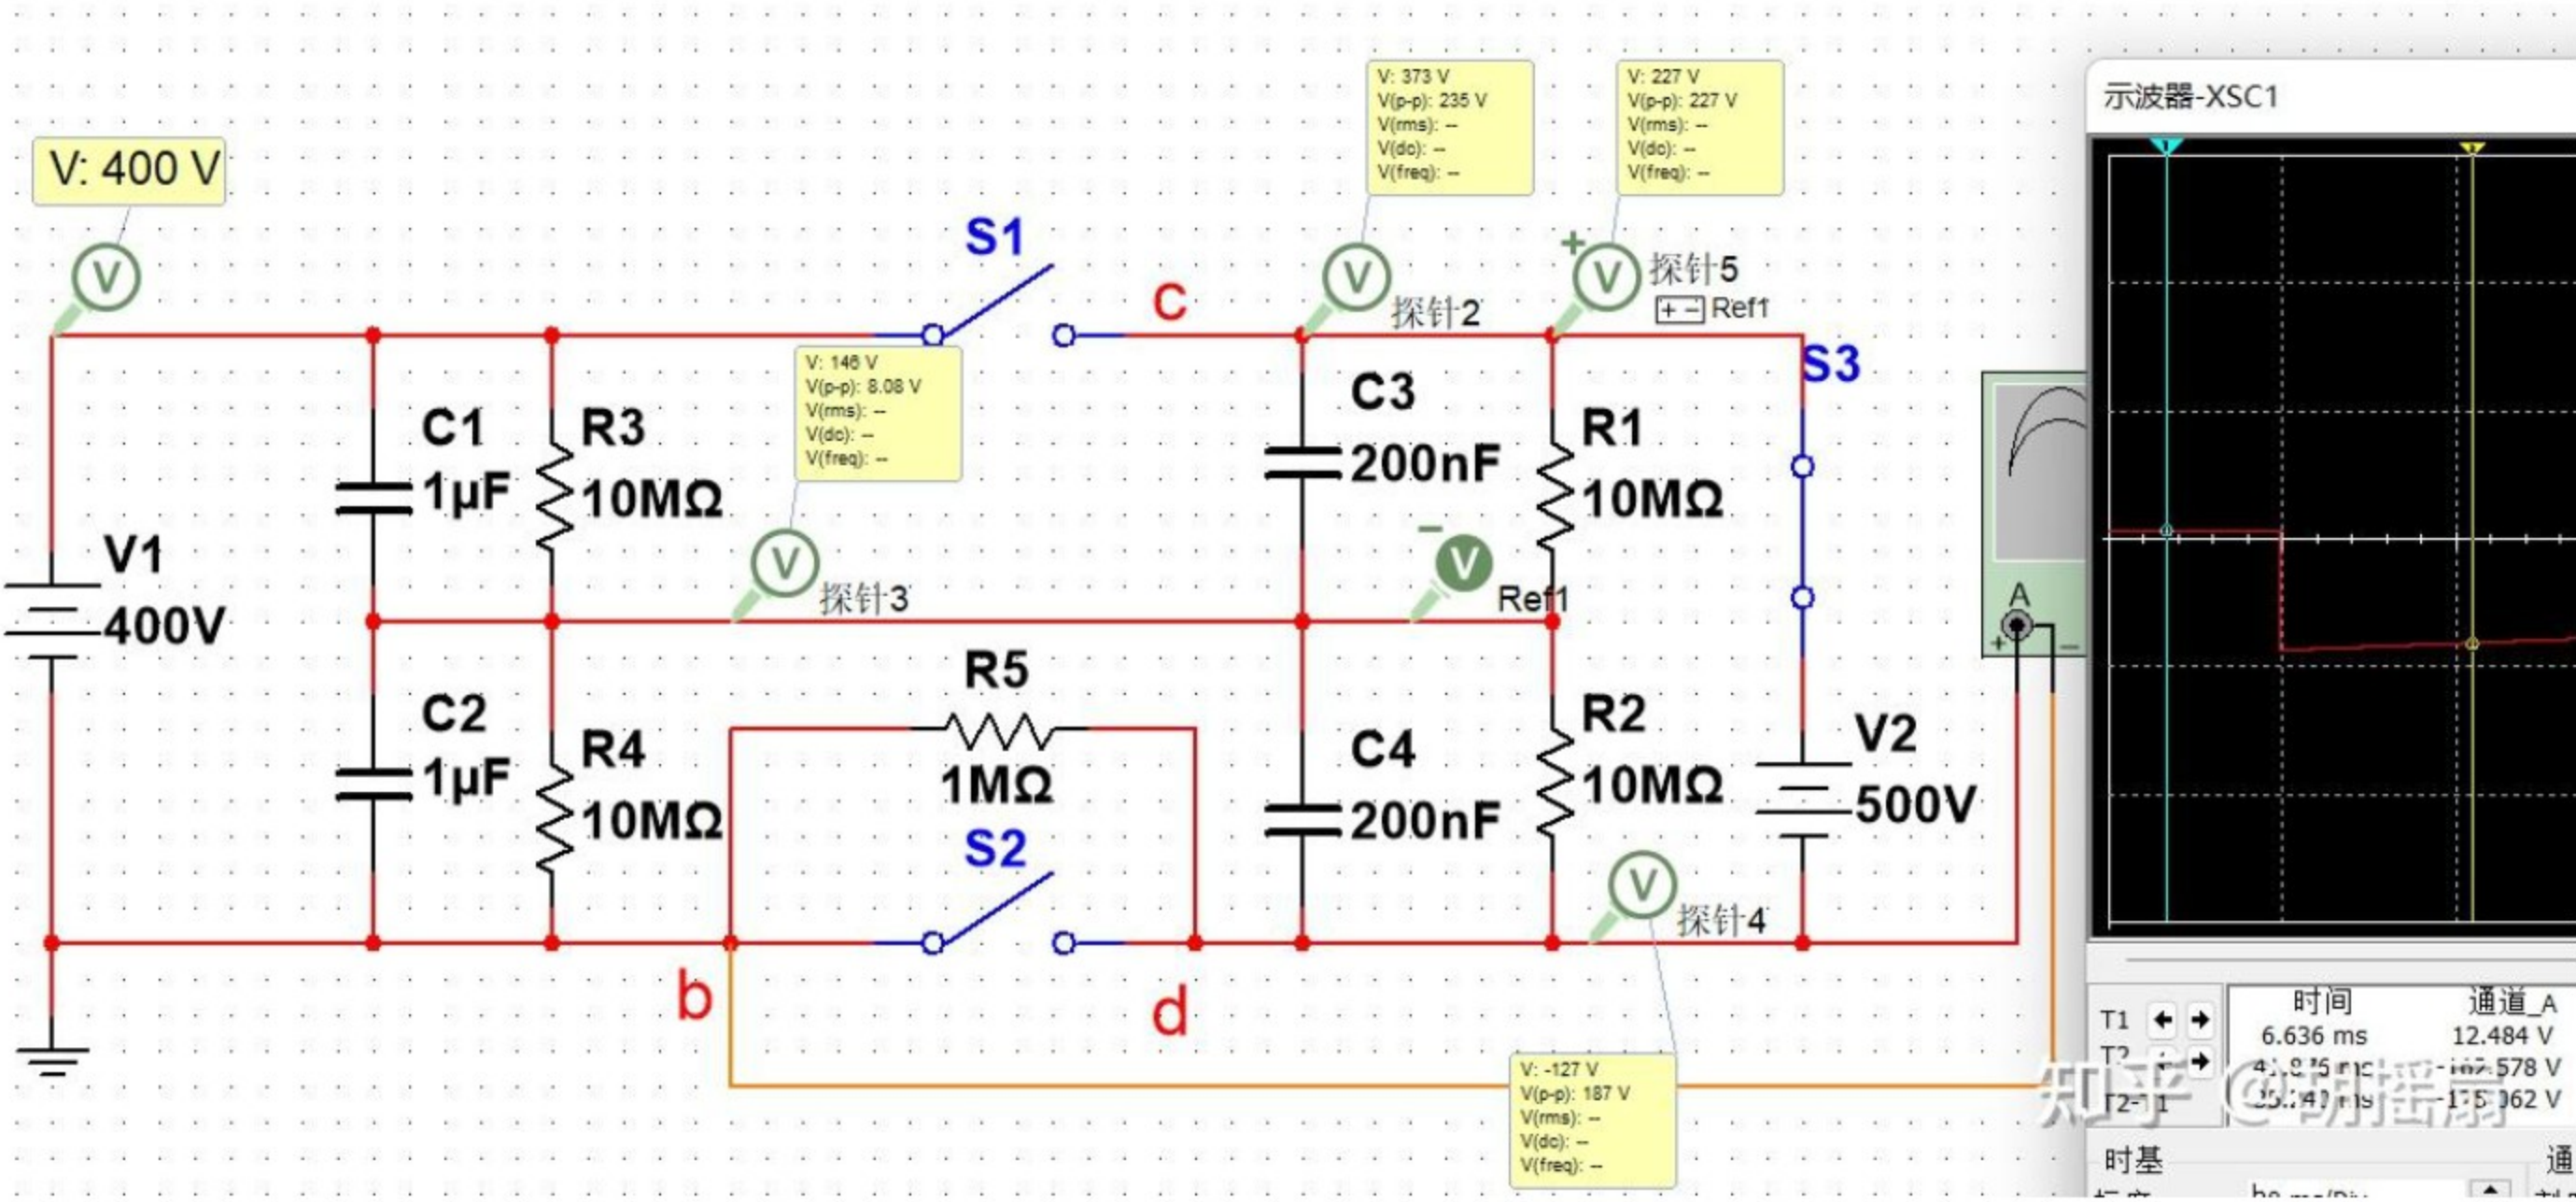 V: 400 V
V: 373 V
V(p-p): 235 V
V(rms): --
V(dc): --
V(freq): --
V: 227 V
V(p-p): 227 V
V(rms): --
V(dc): --
V(freq): --
示波器-XSC1
V
V
V
+
探针5
+ - Ref1
探针2
S1
C
S3
V: 146 V
V(p-p): 8.08 V
V(rms): --
V(dc): --
V(freq): --
C1
1μF
R3
10MΩ
C3
200nF
R1
10MΩ
V1
400V
V
探针3
V
Ref1
A
+
C2
1μF
R4
10MΩ
R5
1MΩ
S2
C4
200nF
R2
10MΩ
V2
500V
V
探针4
b
d
V: -127 V
V(p-p): 187 V
V(rms): --
V(dc): --
V(freq): --
时间 通道_A
T1 6.636 ms 12.484 V
T2
T2-T1
知乎 @胡摇扇
时基 通